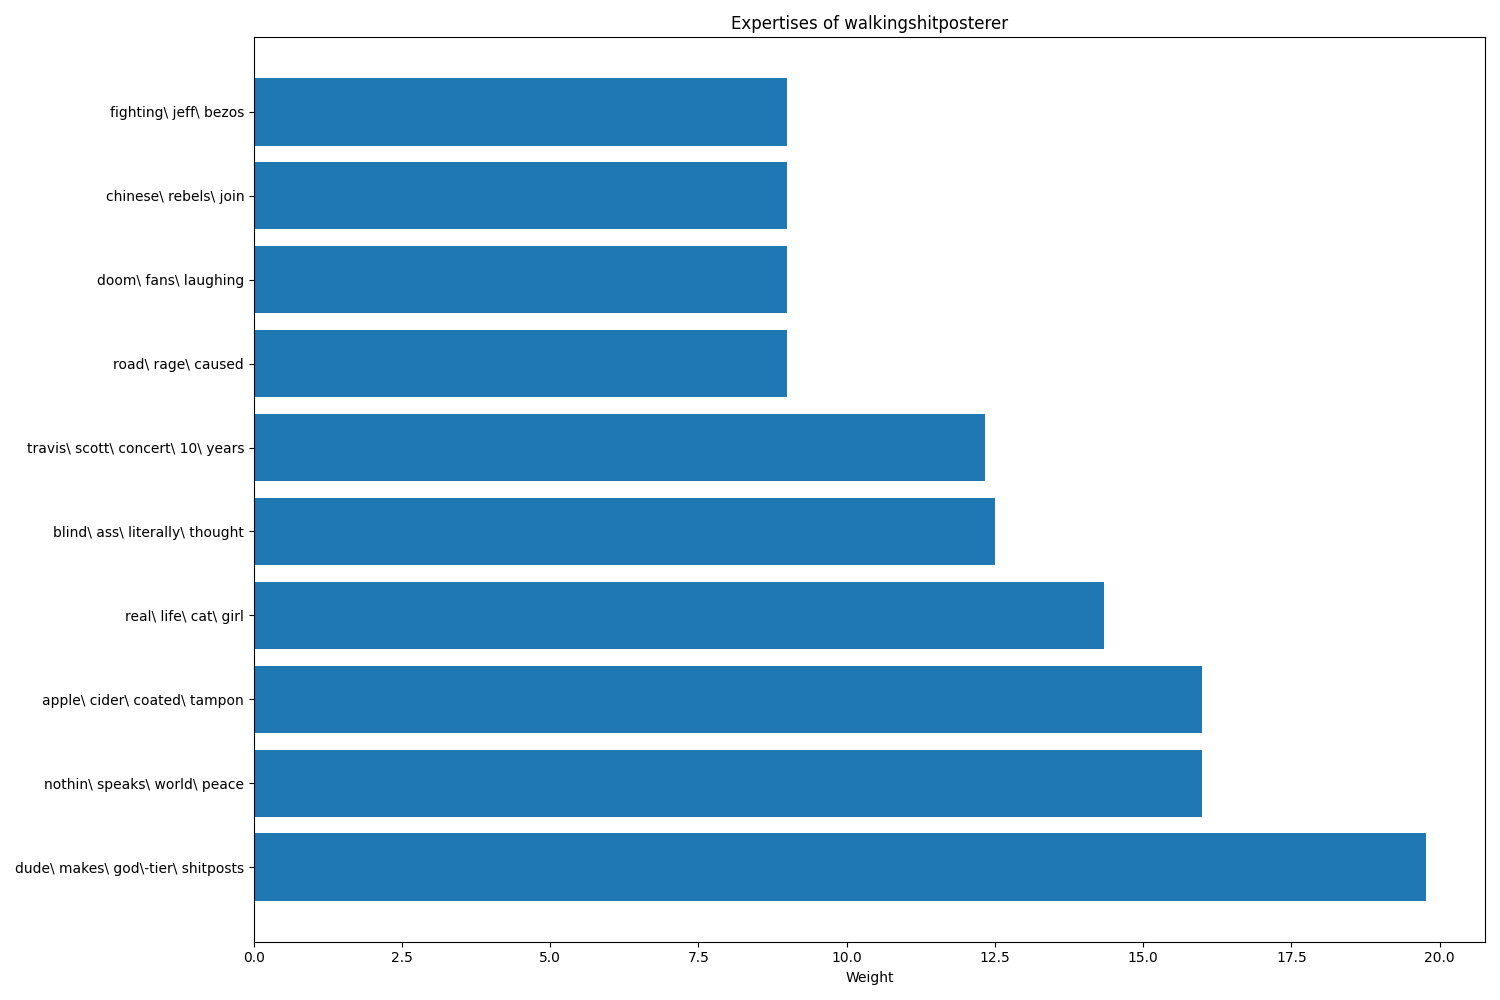 Expertises of walkingshitposterer
fighting\ jeff\ bezos
chinese\ rebels\ join
doom\ fans\ laughing
road\ rage\ caused
travis\ scott\ concert\ 10\ years
blind\ ass\ literally\ thought
real\ life\ cat\ girl
apple\ cider\ coated\ tampon
nothin\ speaks\ world\ peace
dude\ makes\ god\-tier\ shitposts
0.0 2.5 5.0 7.5 10.0 12.5 15.0 17.5 20.0
Weight